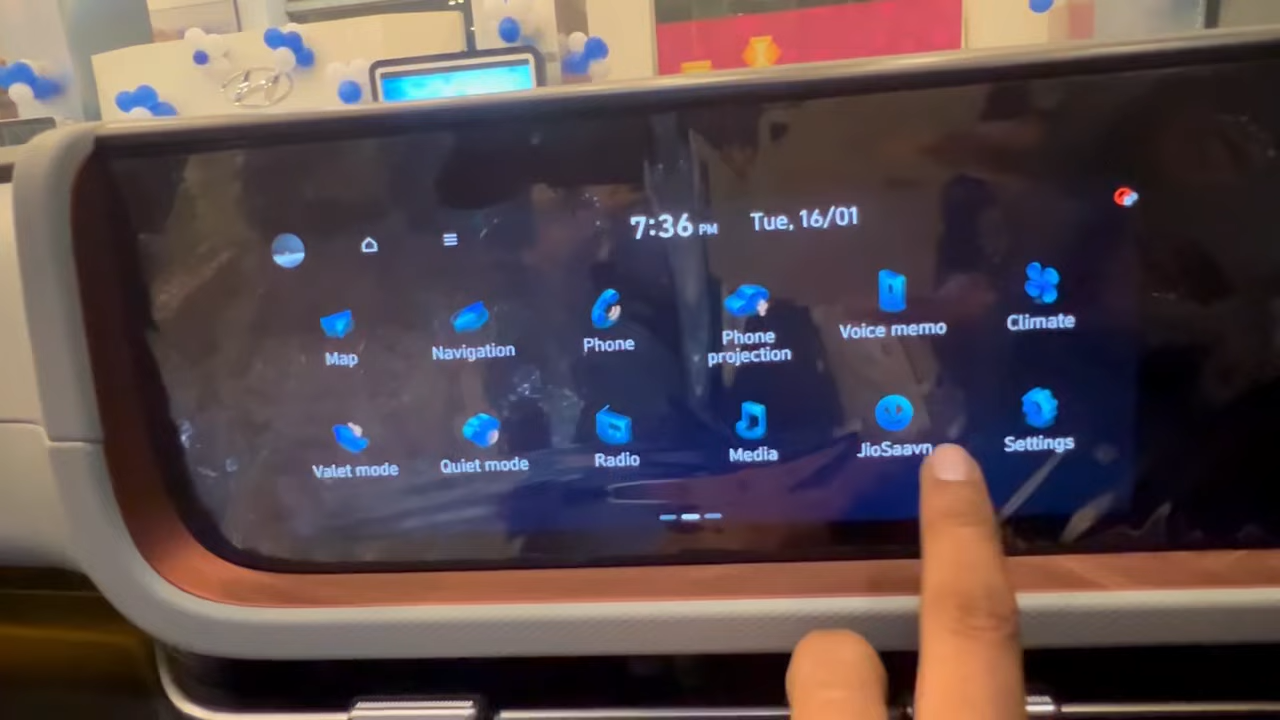 7:36 PM Tue, 16/01
Map
Navigation
Phone
Phone
projection
Voice memo
Climate
Valet mode
Quiet mode
Radio
Media
JioSaavn
Settings